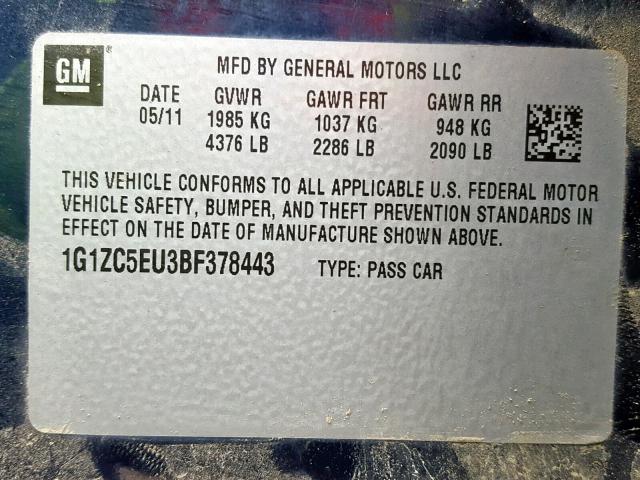 GM ®
MFD BY GENERAL MOTORS LLC
DATE GVWR GAWR FRT GAWR RR
05/11 1985 KG 1037 KG 948 KG
4376 LB 2286 LB 2090 LB
THIS VEHICLE CONFORMS TO ALL APPLICABLE U.S. FEDERAL MOTOR
VEHICLE SAFETY, BUMPER, AND THEFT PREVENTION STANDARDS IN
EFFECT ON THE DATE OF MANUFACTURE SHOWN ABOVE.
1G1ZC5EU3BF378443 TYPE: PASS CAR